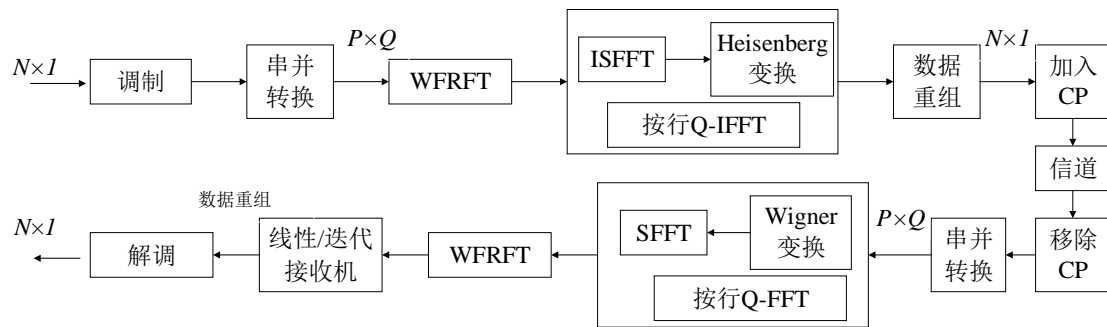 N×1
调制
串并
转换
P×Q
WFRFT
ISFFT
Heisenberg
变换
按行Q-IFFT
数据
重组
N×1
加入
CP
信道
移除
CP
串并
转换
P×Q
Wigner
变换
SFFT
按行Q-FFT
WFRFT
数据重组
线性/迭代
接收机
解调
N×1